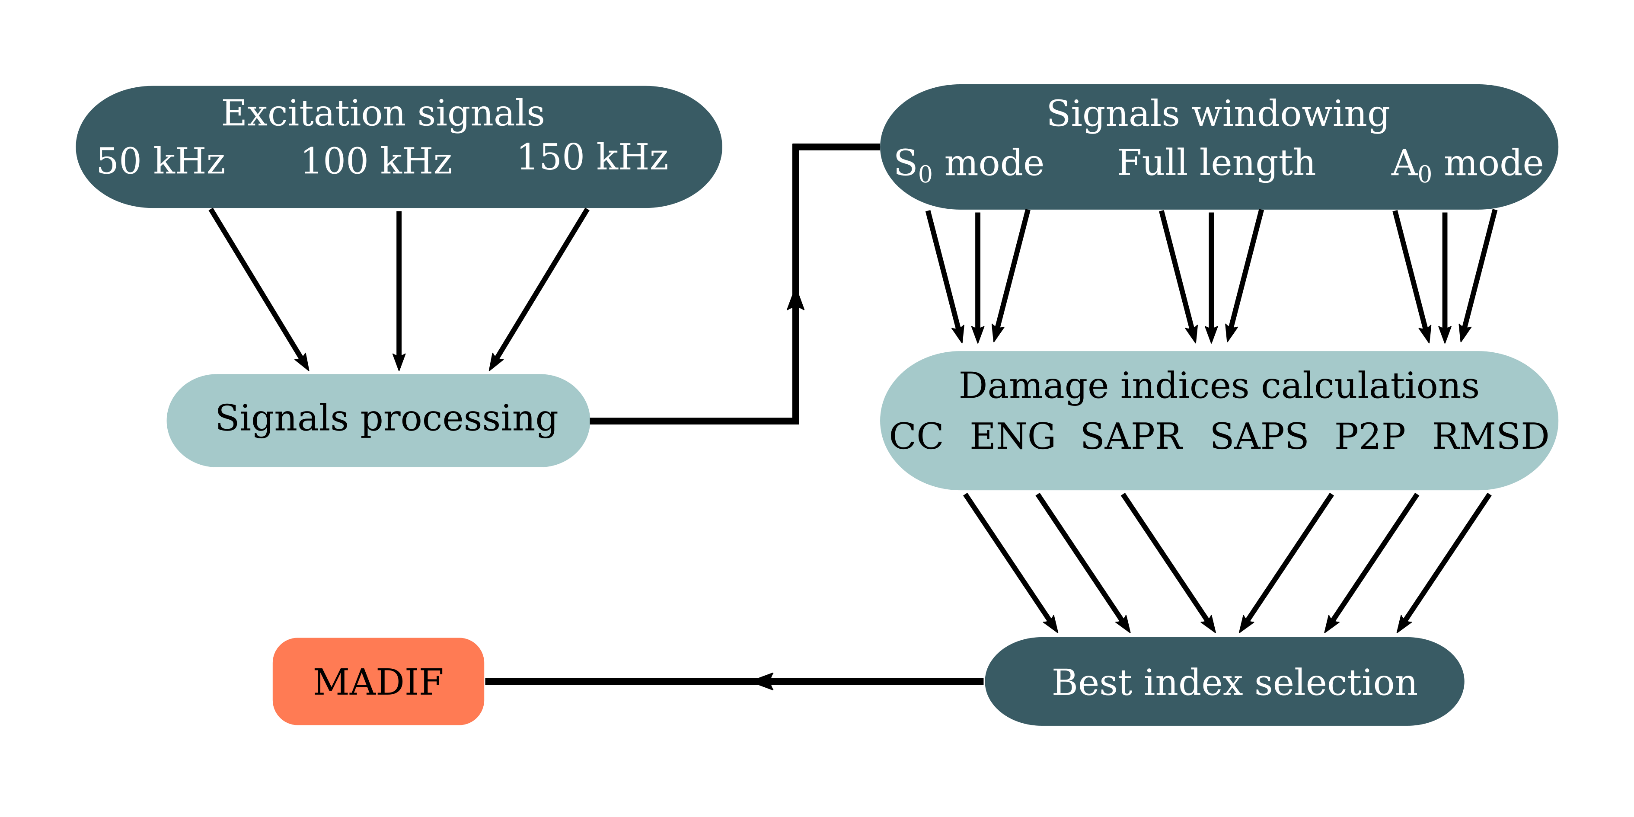 Excitation signals
50 kHz 100 kHz 150 kHz
Signals processing
Signals windowing
S₀ mode Full length A₀ mode
Damage indices calculations
CC ENG SAPR SAPS P2P RMSD
Best index selection
MADIF